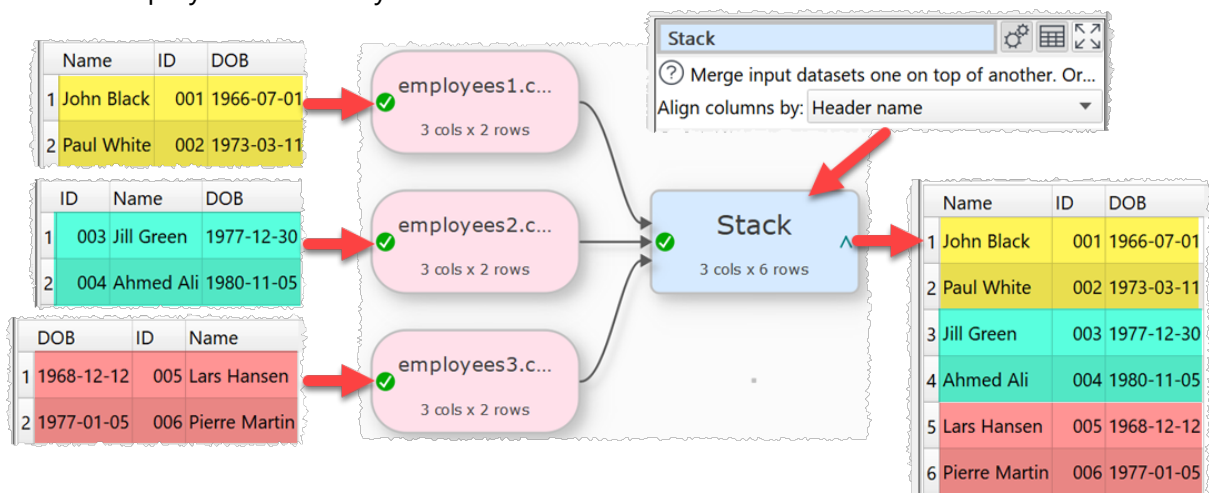 Name ID DOB
1 John Black 001 1966-07-01
2 Paul White 002 1973-03-11
ID Name DOB
1 003 Jill Green 1977-12-30
2 004 Ahmed Ali 1980-11-05
DOB ID Name
1 1968-12-12 005 Lars Hansen
2 1977-01-05 006 Pierre Martin
employees1.c...
3 cols x 2 rows
employees2.c...
3 cols x 2 rows
employees3.c...
3 cols x 2 rows
Stack
? Merge input datasets one on top of another. Or...
Align columns by: Header name
Stack
3 cols x 6 rows
Name ID DOB
1 John Black 001 1966-07-01
2 Paul White 002 1973-03-11
3 Jill Green 003 1977-12-30
4 Ahmed Ali 004 1980-11-05
5 Lars Hansen 005 1968-12-12
6 Pierre Martin 006 1977-01-05